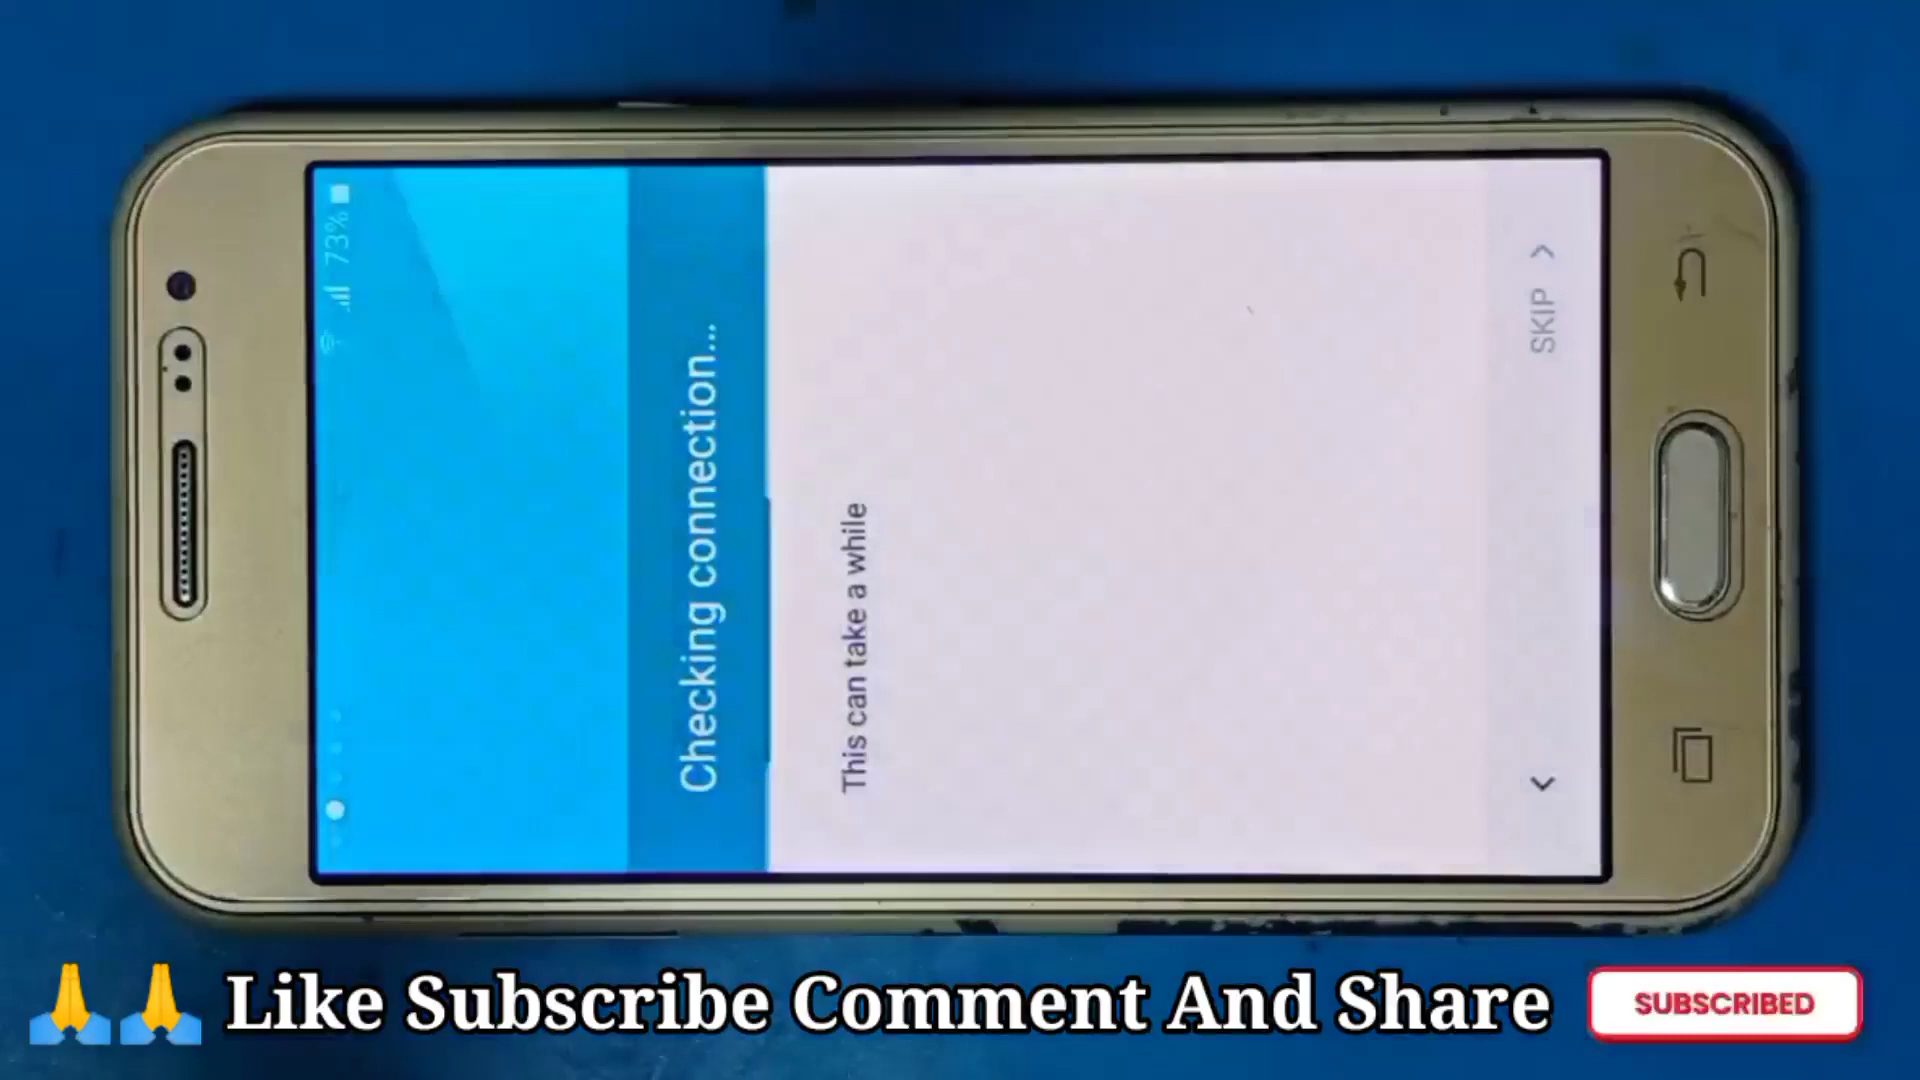 73%
Checking connection...
This can take a while
SKIP
Like Subscribe Comment And Share
SUBSCRIBED